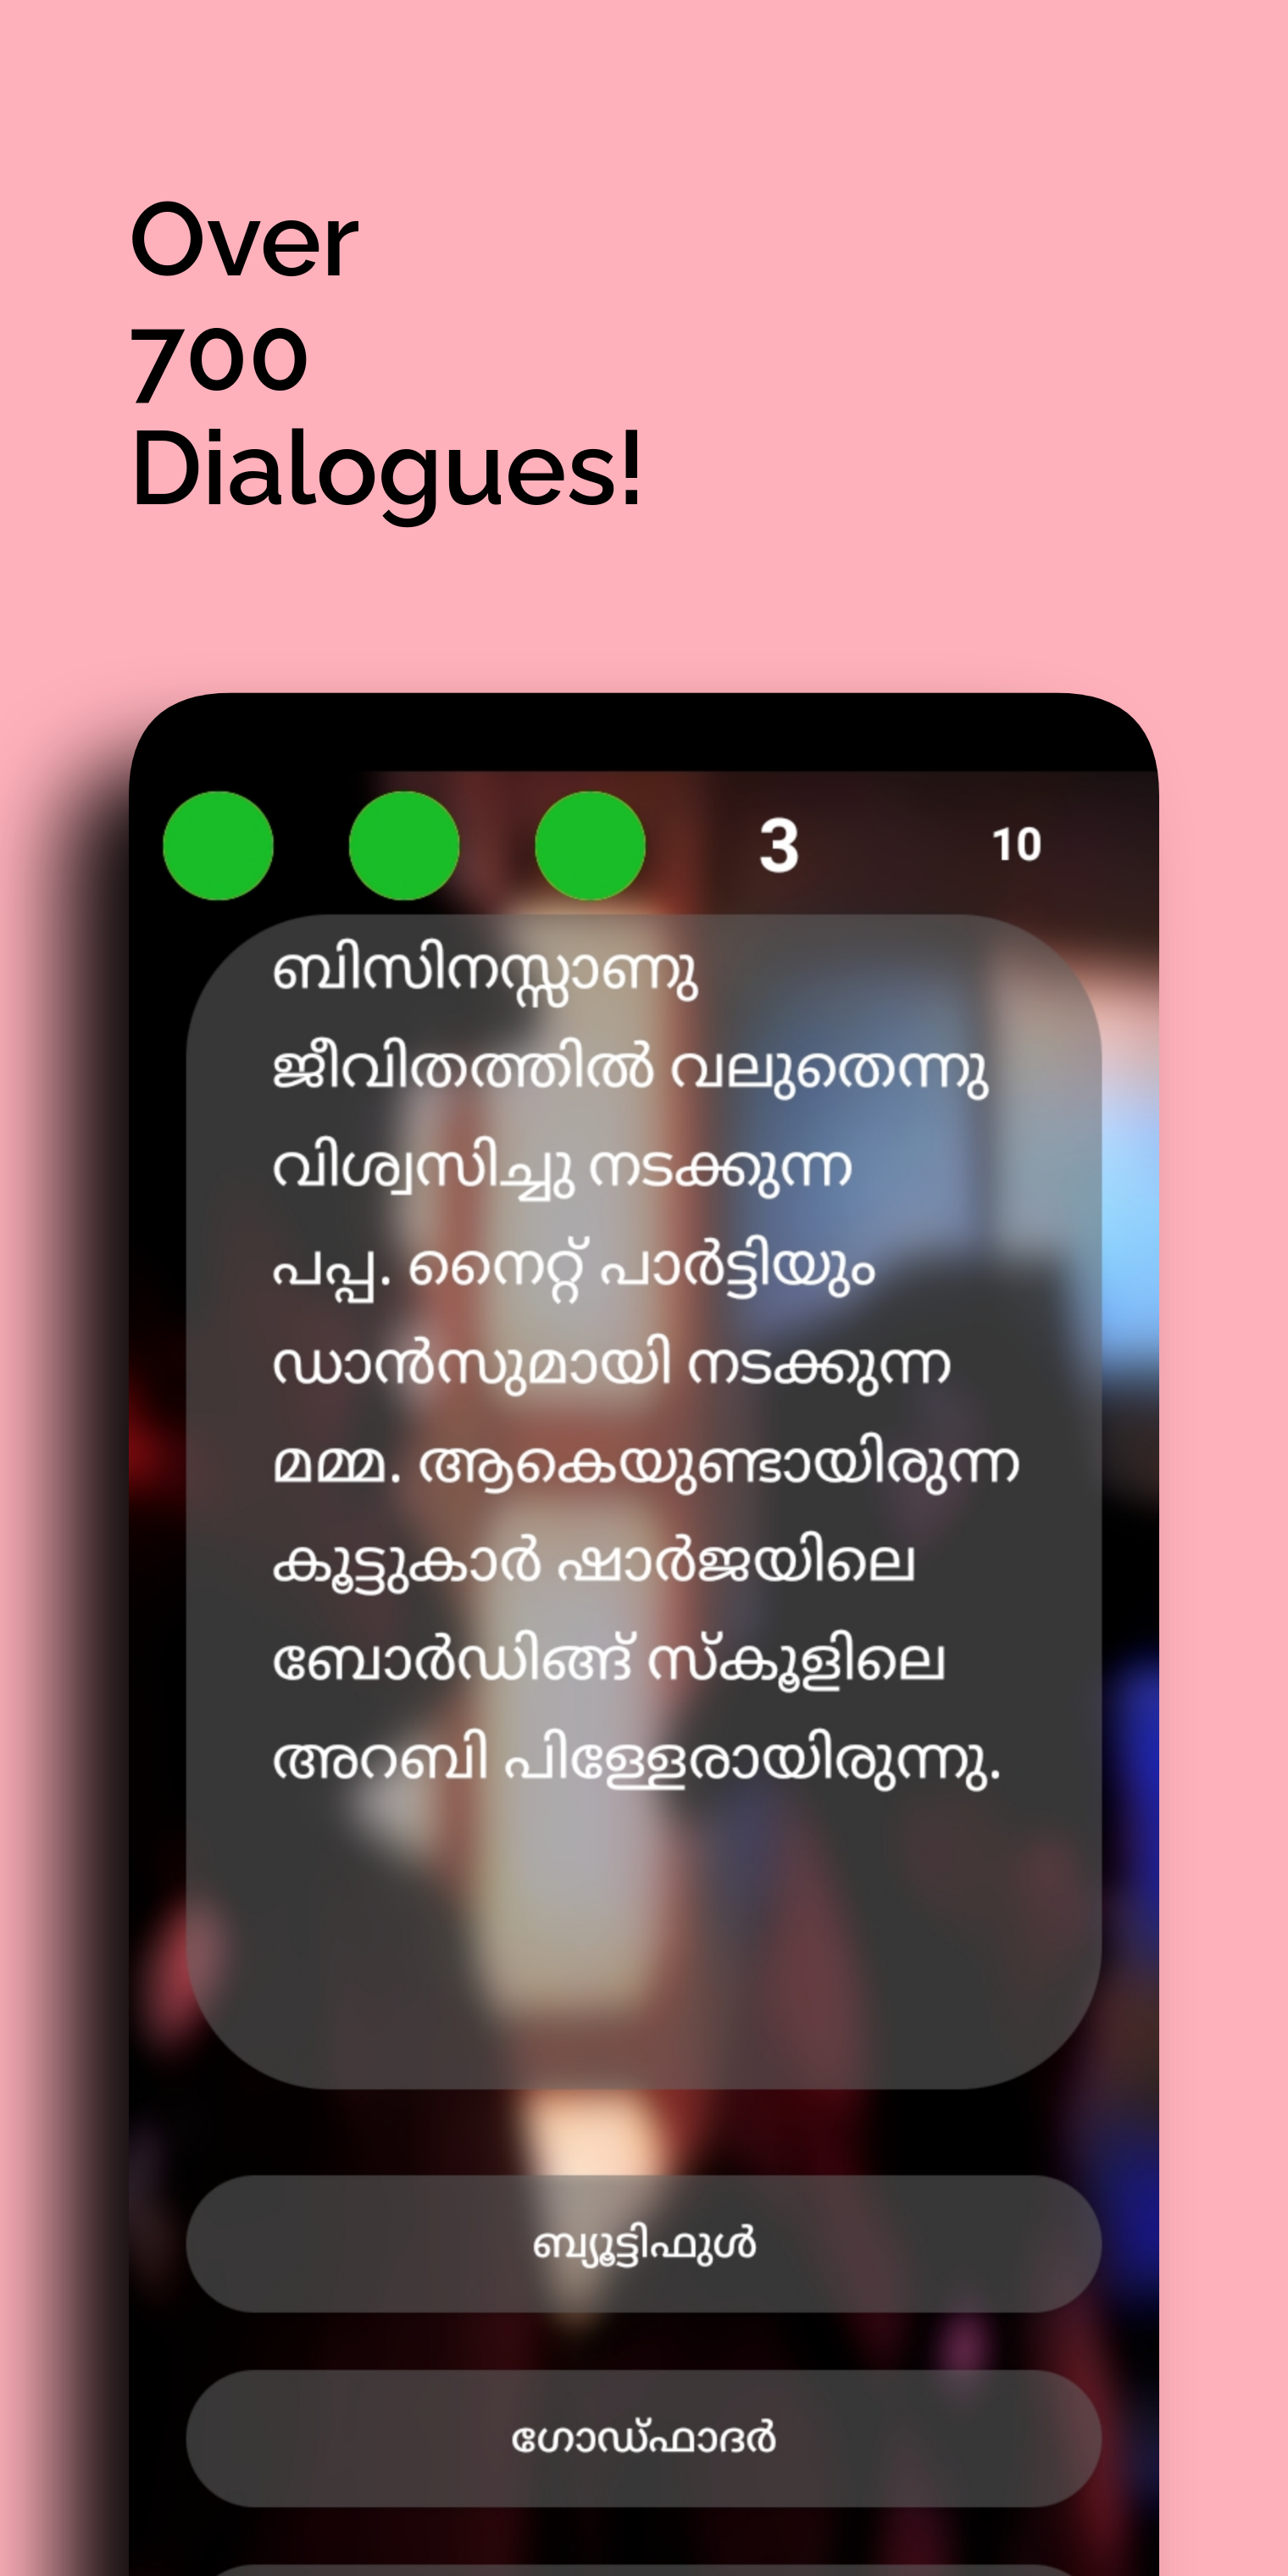 Over
700
Dialogues!
3 10
ബിസിനസ്സാണു
ജീവിതത്തിൽ വലുതെന്നു
വിശ്വസിച്ചു നടക്കുന്ന
പപ്പ. നൈറ്റ് പാർട്ടിയും
ഡാൻസുമായി നടക്കുന്ന
മമ്മ. ആകെയുണ്ടായിരുന്ന
കൂട്ടുകാർ ഷാർജയിലെ
ബോർഡിങ്ങ് സ്കൂളിലെ
അറബി പിള്ളേരായിരുന്നു.
ബ്യൂട്ടിഫുൾ
ഗോഡ്ഫാദർ